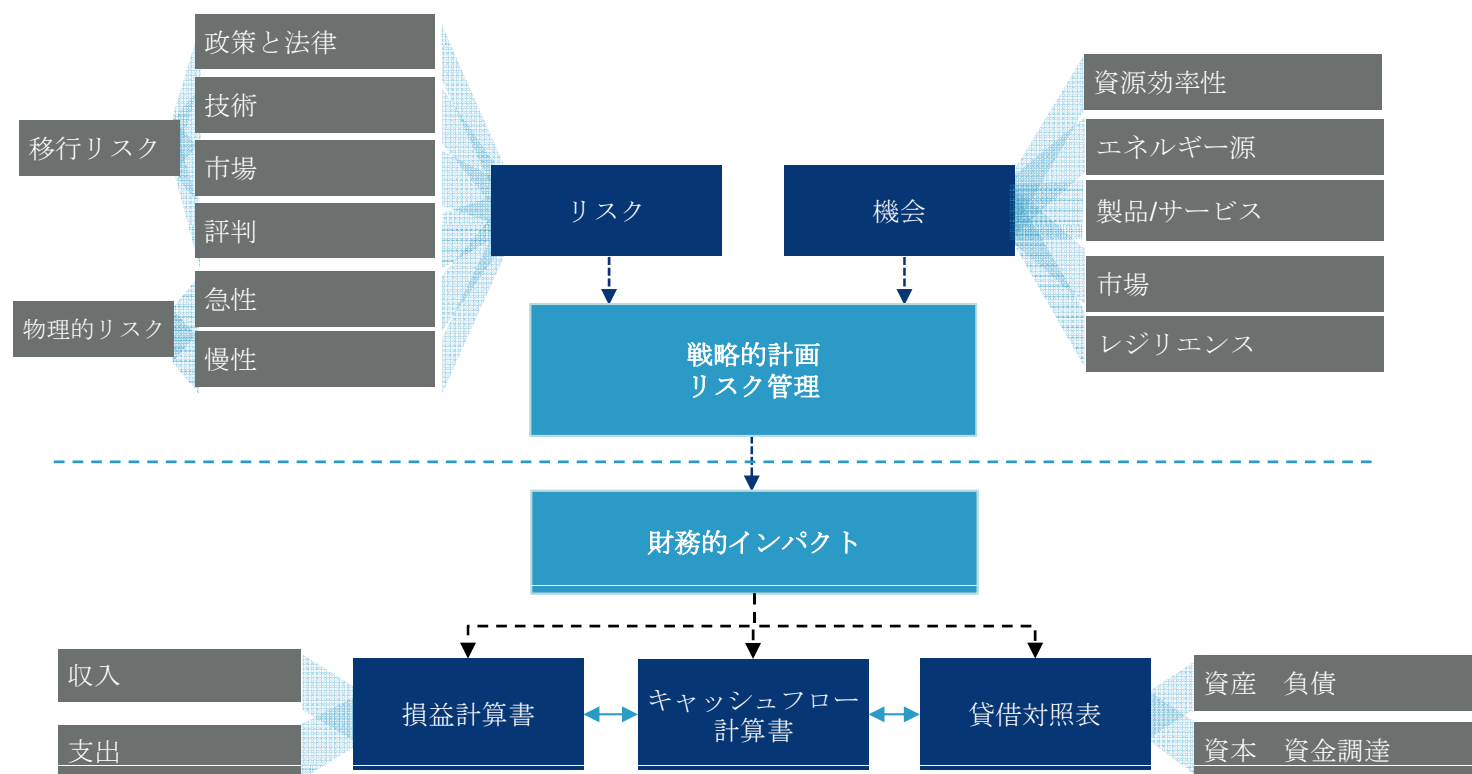 政策と法律
技術
移行リスク
市場
評判
急性
物理的リスク
慢性
リスク
機会
資源効率性
エネルギー源
製品/サービス
市場
レジリエンス
戦略的計画
リスク管理
財務的インパクト
収入
支出
損益計算書
キャッシュフロー
計算書
貸借対照表
資産　負債
資本　資金調達